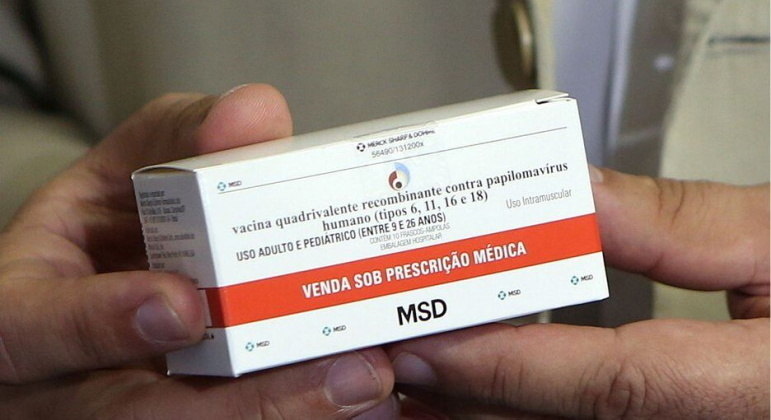 MERCK SHARP & DOHME
56490/131200x
MSD
vacina quadrivalente recombinante contra papilomavírus
humano (tipos 6, 11, 16 e 18)
Uso Intramuscular
USO ADULTO E PEDIÁTRICO (ENTRE 9 E 26 ANOS)
CONTÉM 10 FRASCOS-AMPOLAS
EMBALAGEM HOSPITALAR
VENDA SOB PRESCRIÇÃO MÉDICA
MSD
MSD
MSD
MSD
MSD